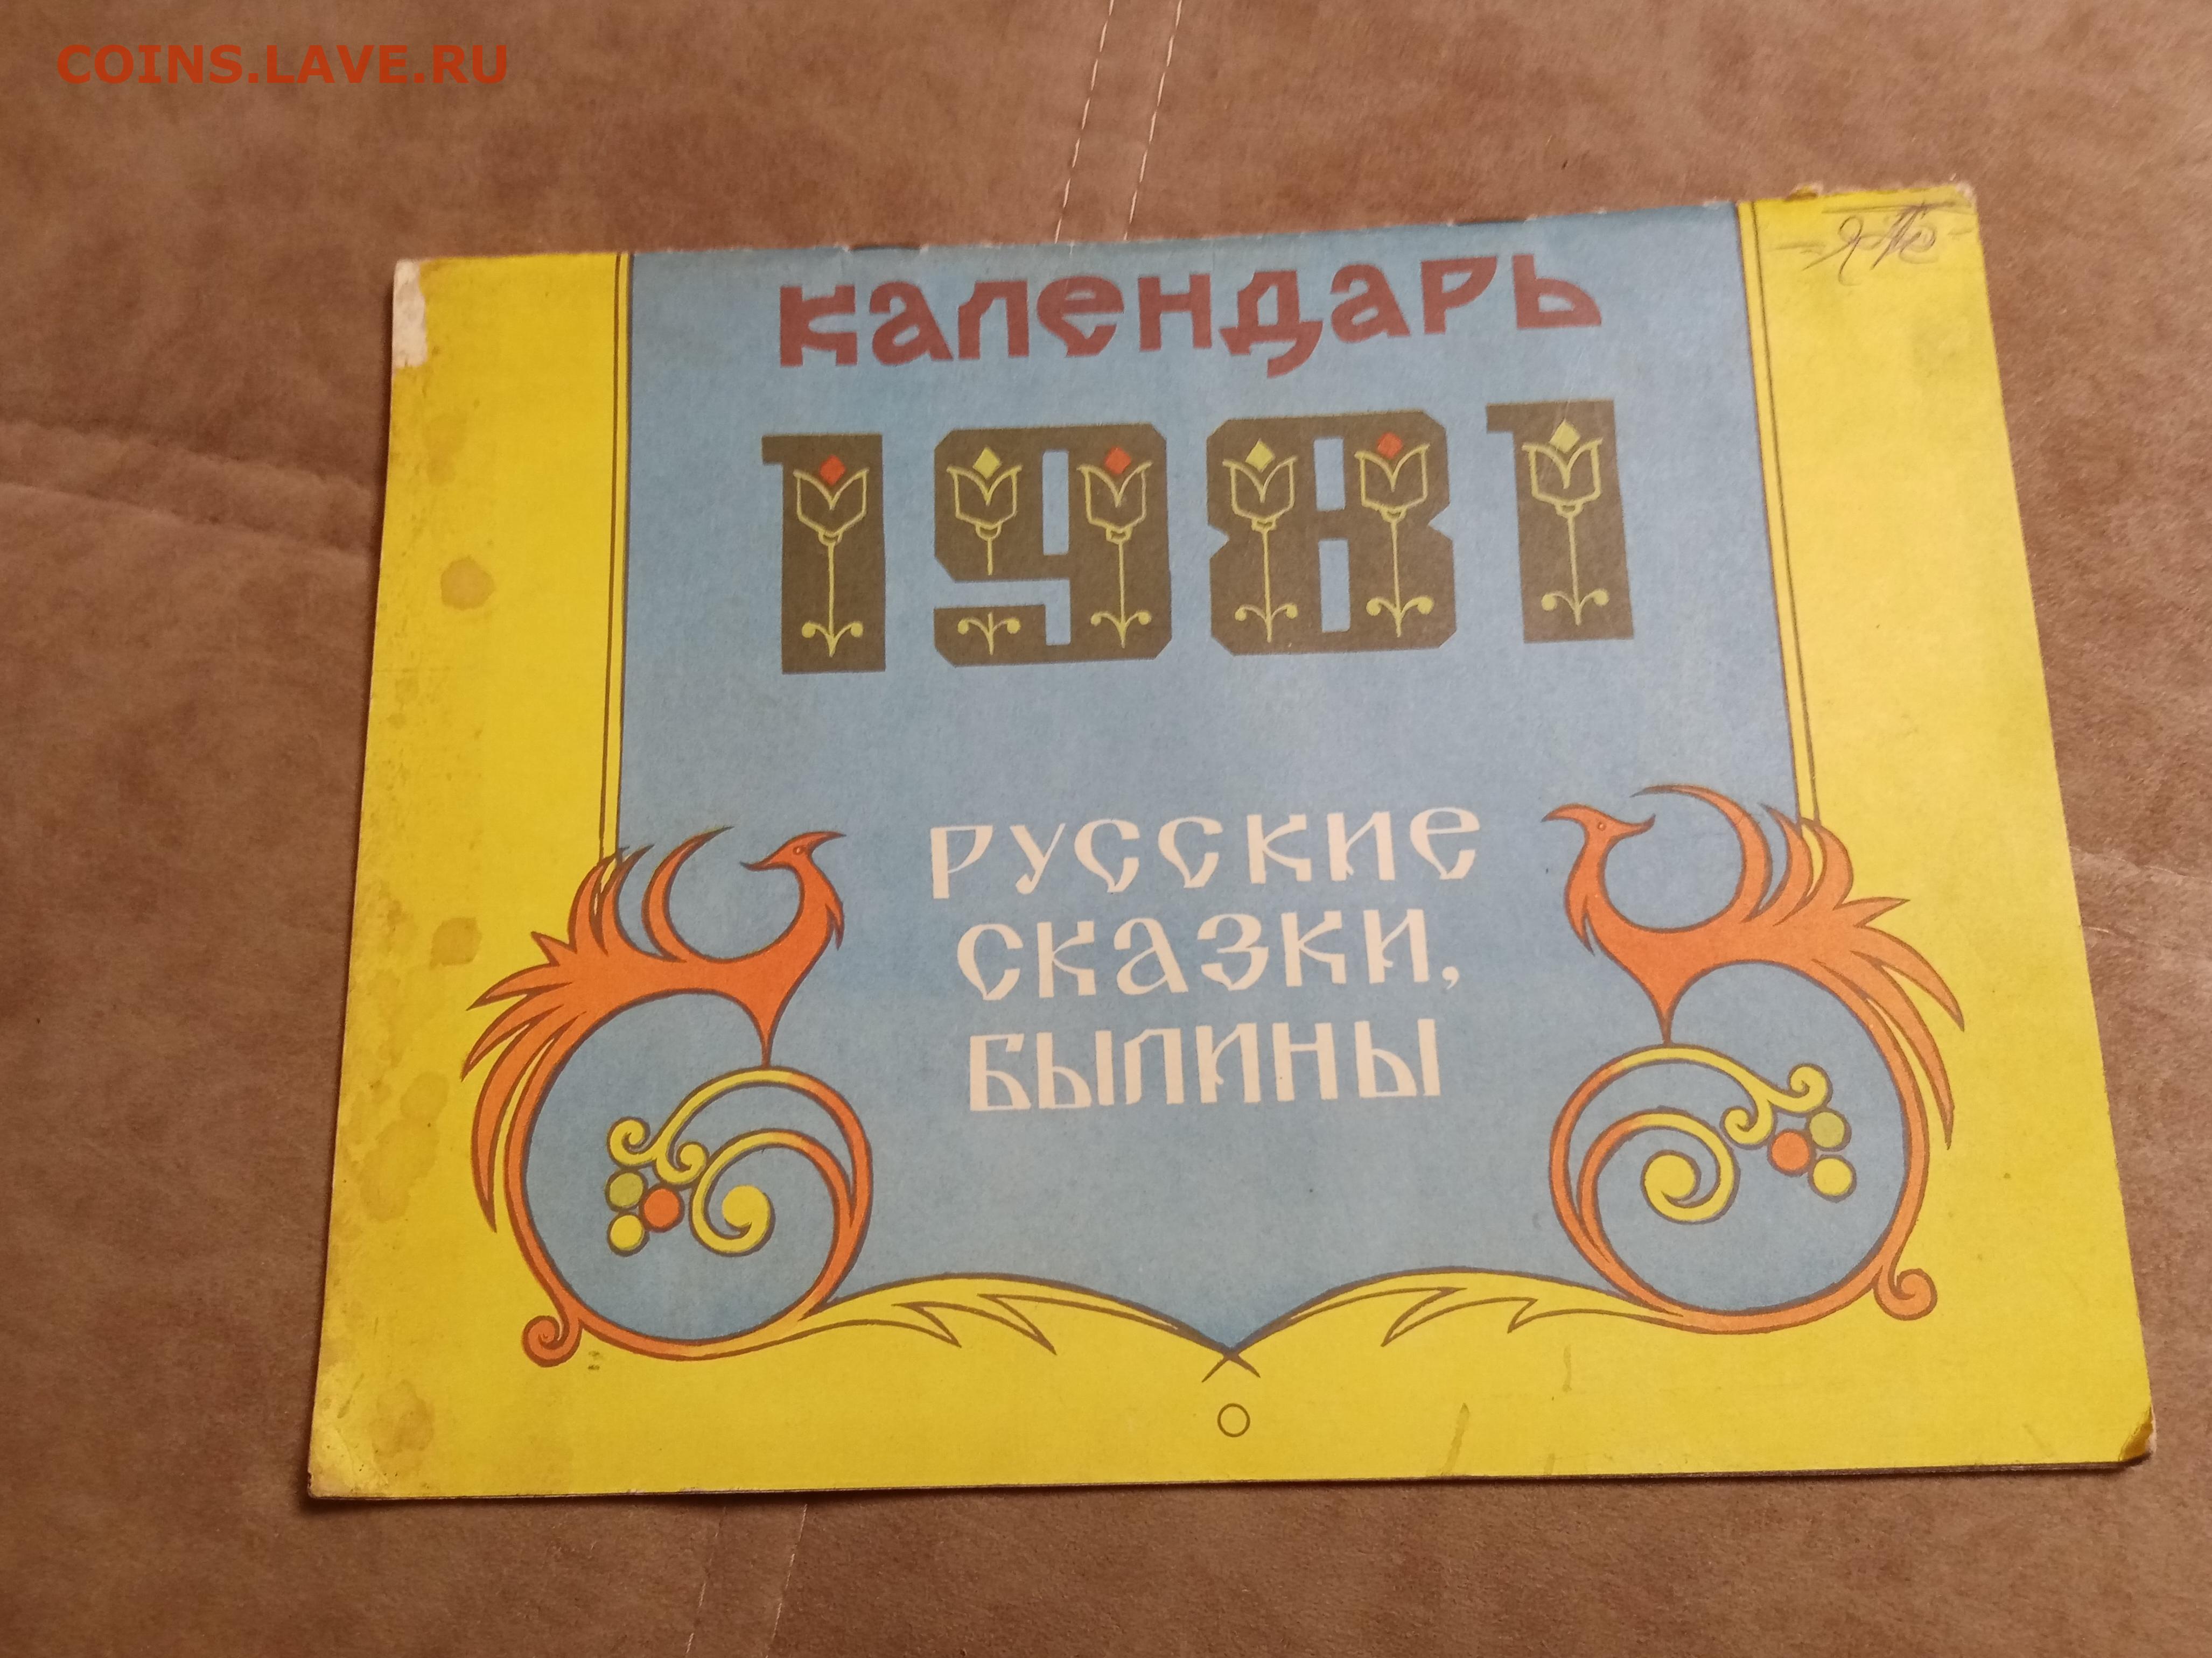 COINS.LAVE.RU
КАЛЕНДАРЬ
1981
РУССКИЕ
СКАЗКИ,
БЫЛИНЫ